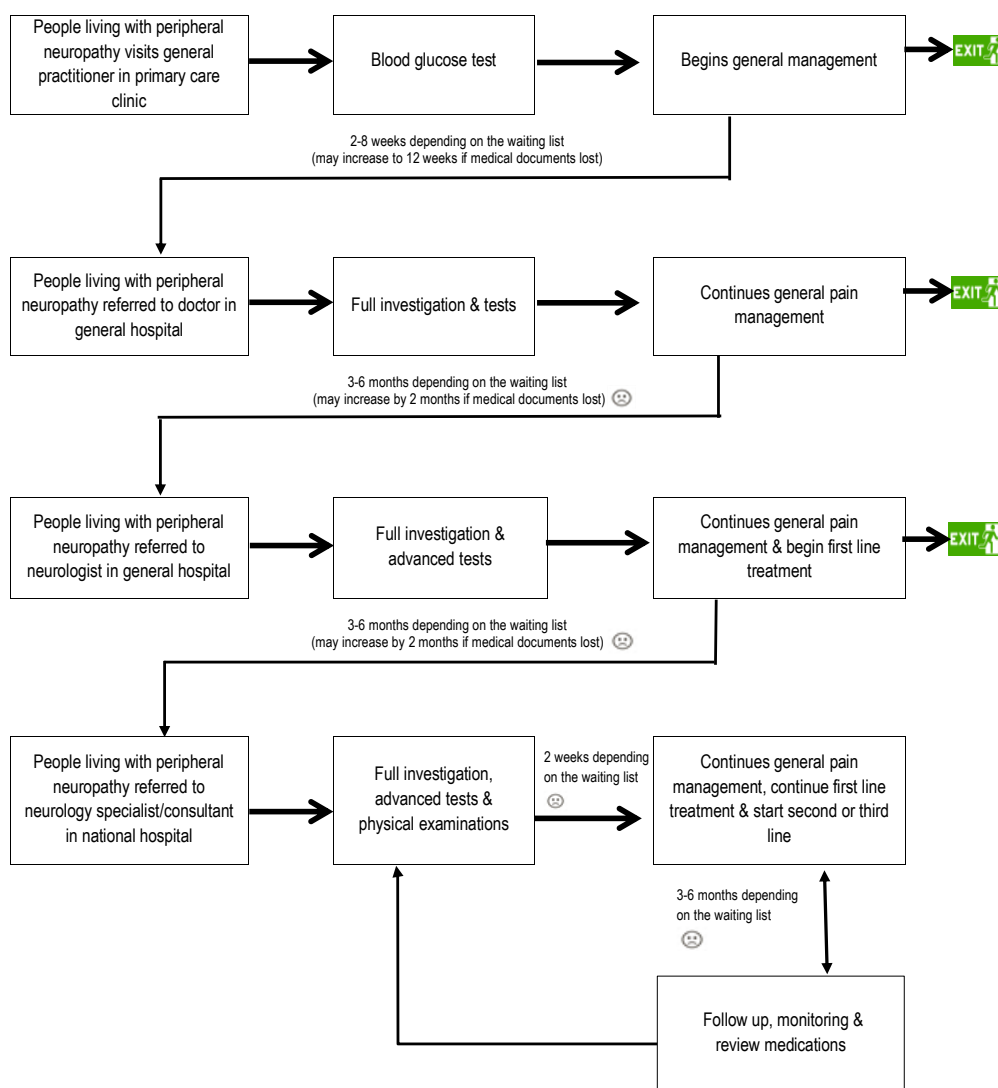 People living with peripheral
neuropathy visits general
practitioner in primary care
clinic
Blood glucose test
Begins general management
EXIT
2-8 weeks depending on the waiting list
(may increase to 12 weeks if medical documents lost)
People living with peripheral
neuropathy referred to doctor in
general hospital
Full investigation & tests
Continues general pain
management
EXIT
3-6 months depending on the waiting list
(may increase by 2 months if medical documents lost)
People living with peripheral
neuropathy referred to
neurologist in general hospital
Full investigation &
advanced tests
Continues general pain
management & begin first line
treatment
EXIT
3-6 months depending on the waiting list
(may increase by 2 months if medical documents lost)
People living with peripheral
neuropathy referred to
neurology specialist/consultant
in national hospital
Full investigation,
advanced tests &
physical examinations
2 weeks depending
on the waiting list
Continues general pain
management, continue first line
treatment & start second or third
line
3-6 months depending
on the waiting list
Follow up, monitoring &
review medications